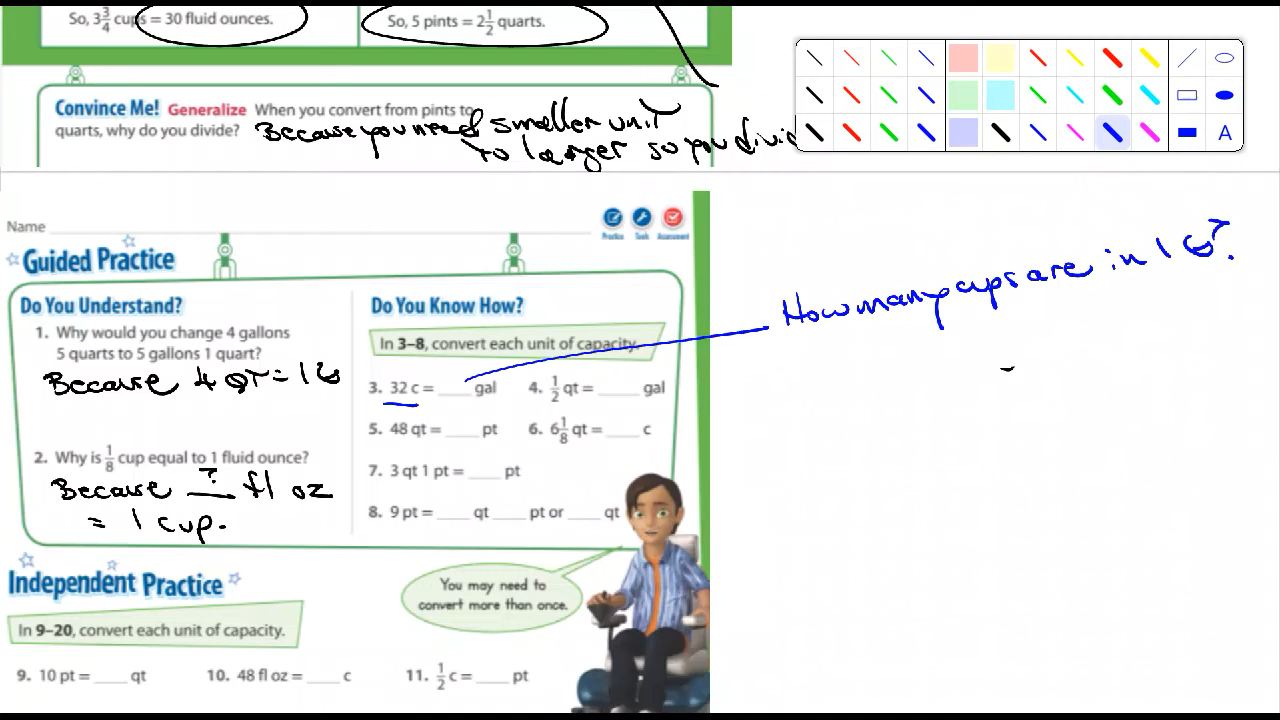 So, 3 3/4 cups = 30 fluid ounces.
So, 5 pints = 2 1/2 quarts.
Convince Me! Generalize When you convert from pints to
quarts, why do you divide? Because you need smaller unit
to larger so you divid
A
Name
Practice Tools Assessment
Guided Practice
Do You Understand?
1. Why would you change 4 gallons
5 quarts to 5 gallons 1 quart?
Because 4 QT = 1 G
2. Why is 1/8 cup equal to 1 fluid ounce?
Because __?__ fl oz
= 1 cup.
Do You Know How?
In 3–8, convert each unit of capacity.
3. 32 c = ____ gal 4. 1/2 qt = ____ gal
5. 48 qt = ____ pt 6. 6 1/8 qt = ____ c
7. 3 qt 1 pt = ____ pt
8. 9 pt = ____ qt ____ pt or ____ qt
How many cups are in 1 G?
You may need to
convert more than once.
Independent Practice
In 9–20, convert each unit of capacity.
9. 10 pt = ____ qt 10. 48 fl oz = ____ c 11. 1/2 c = ____ pt